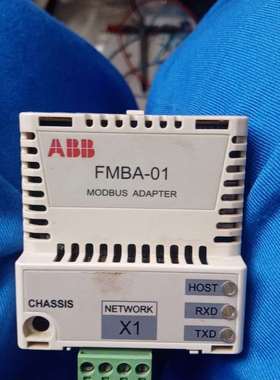 ABB
FMBA-01
MODBUS ADAPTER
HOST
CHASSIS
NETWORK
X1
RXD
TXD